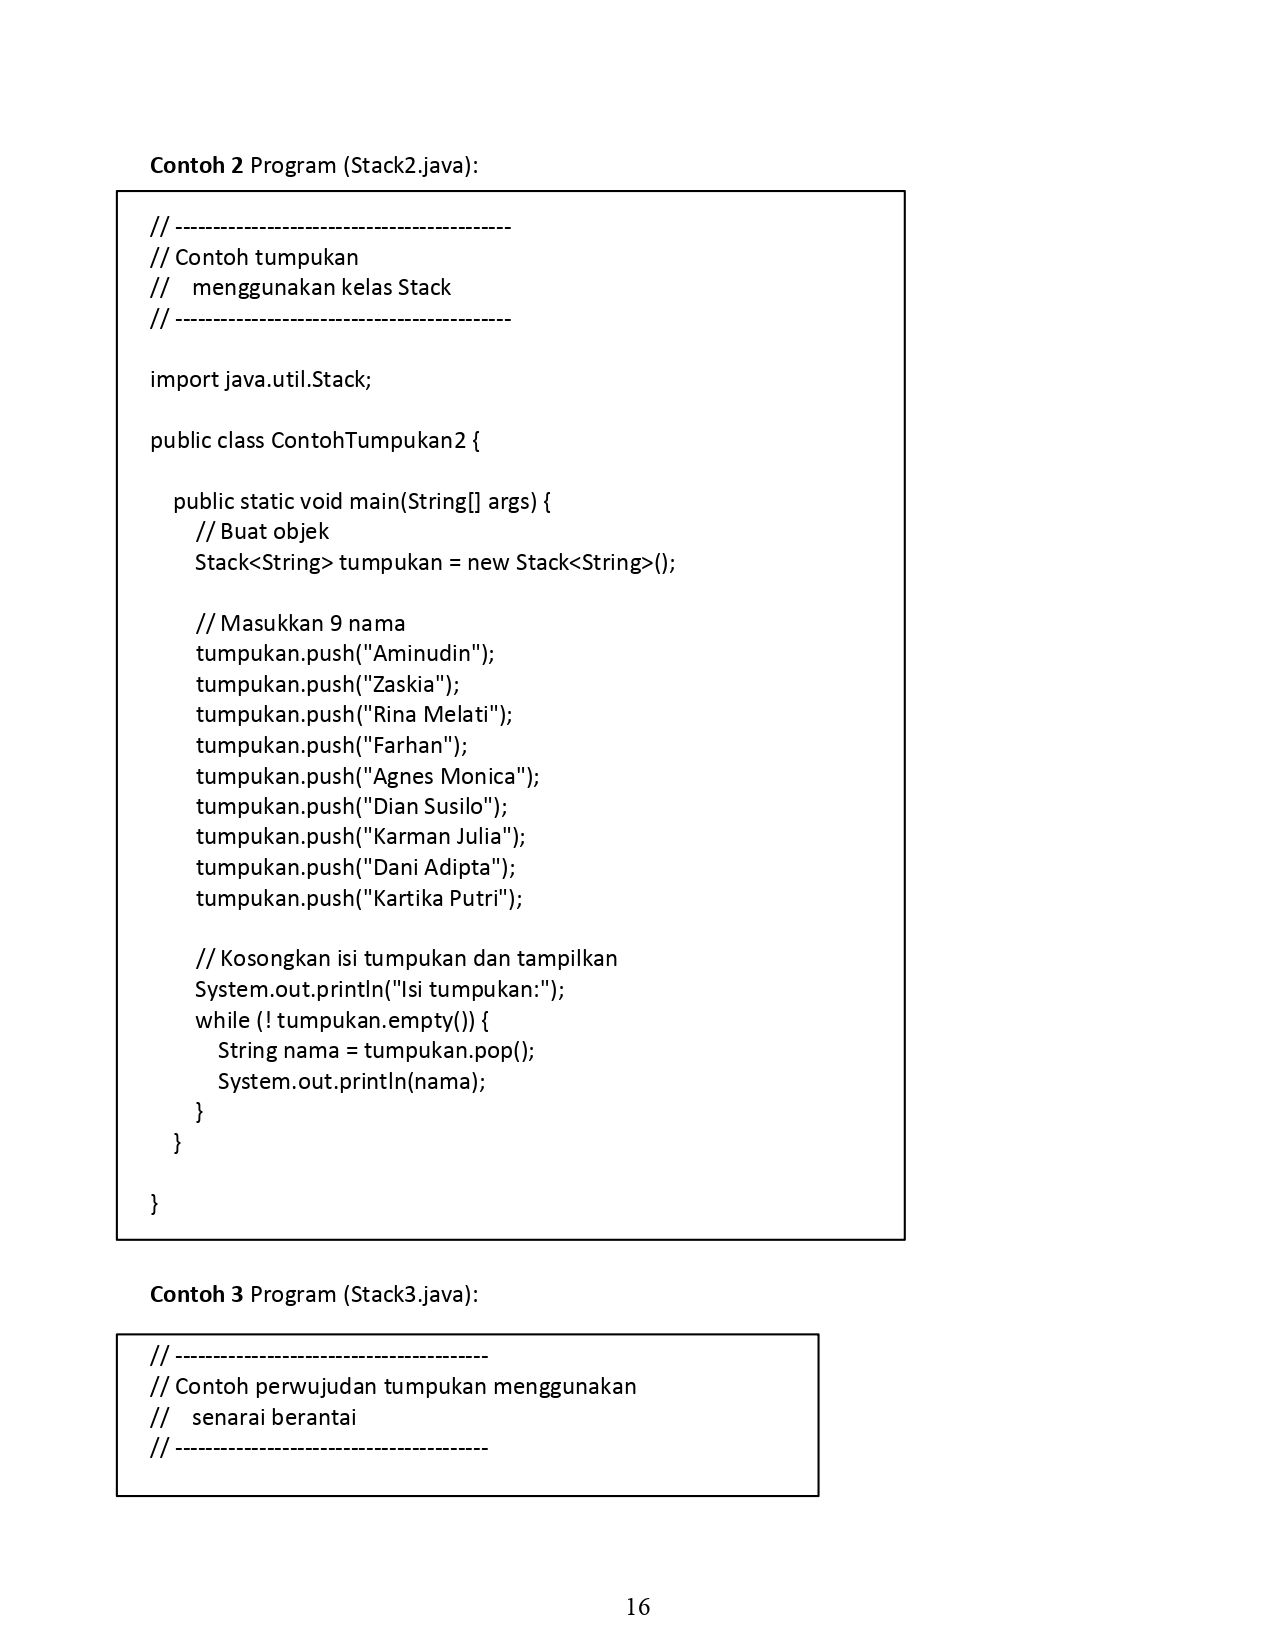 Contoh 2 Program (Stack2.java):
// --------------------------------------------
// Contoh tumpukan
//    menggunakan kelas Stack
// --------------------------------------------
import java.util.Stack;
public class ContohTumpukan2 {
    public static void main(String[] args) {
        // Buat objek
        Stack<String> tumpukan = new Stack<String>();
        // Masukkan 9 nama
        tumpukan.push("Aminudin");
        tumpukan.push("Zaskia");
        tumpukan.push("Rina Melati");
        tumpukan.push("Farhan");
        tumpukan.push("Agnes Monica");
        tumpukan.push("Dian Susilo");
        tumpukan.push("Karman Julia");
        tumpukan.push("Dani Adipta");
        tumpukan.push("Kartika Putri");
        // Kosongkan isi tumpukan dan tampilkan
        System.out.println("Isi tumpukan:");
        while (! tumpukan.empty()) {
            String nama = tumpukan.pop();
            System.out.println(nama);
        }
    }
}
Contoh 3 Program (Stack3.java):
// -----------------------------------------
// Contoh perwujudan tumpukan menggunakan
//    senarai berantai
// -----------------------------------------
16